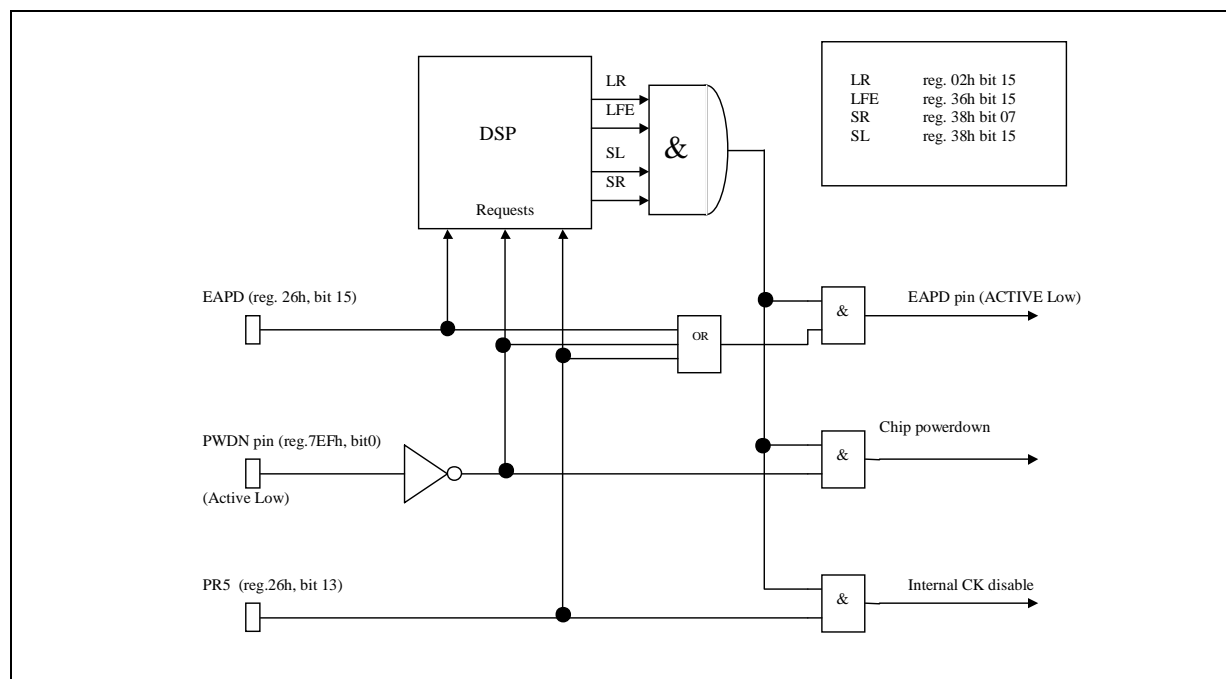 LR
LFE
SL
SR
DSP
Requests
&
LR reg. 02h bit 15
LFE reg. 36h bit 15
SR reg. 38h bit 07
SL reg. 38h bit 15
EAPD (reg. 26h, bit 15)
OR
&
EAPD pin (ACTIVE Low)
PWDN pin (reg.7EFh, bit0)
(Active Low)
&
Chip powerdown
PR5 (reg.26h, bit 13)
&
Internal CK disable